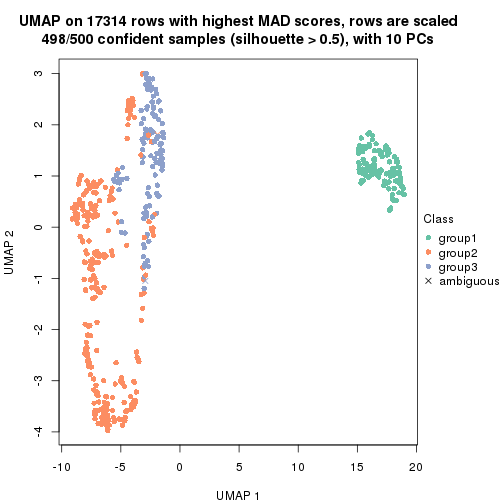 UMAP on 17314 rows with highest MAD scores, rows are scaled
498/500 confident samples (silhouette > 0.5), with 10 PCs
3
2
1
0
-1
-2
-3
-4
UMAP 2
-10
-5
0
5
10
15
20
UMAP 1
Class
group1
group2
group3
ambiguous